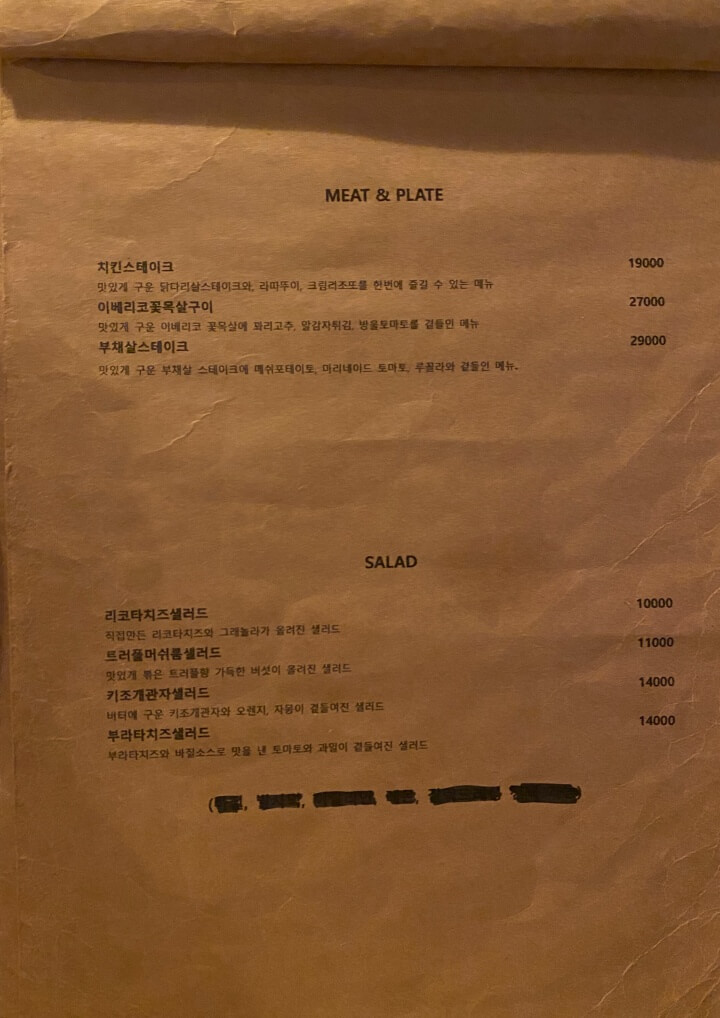 MEAT & PLATE
치킨스테이크 19000
맛있게 구운 닭다리살스테이크와, 라따뚜이, 크림리조또를 한번에 즐길 수 있는 메뉴
이베리코꽃목살구이 27000
맛있게 구운 이베리코 꽃목살에 꽈리고추, 알감자튀김, 방울토마토를 곁들인 메뉴
부채살스테이크 29000
맛있게 구운 부채살 스테이크에 메쉬포테이토, 마리네이드 토마토, 루꼴라와 곁들인 메뉴.
SALAD
리코타치즈샐러드 10000
직접만든 리코타치즈와 그래놀라가 올려진 샐러드
트러플머쉬룸샐러드 11000
맛있게 볶은 트러플향 가득한 버섯이 올려진 샐러드
키조개관자샐러드 14000
버터에 구운 키조개관자와 오렌지, 자몽이 곁들여진 샐러드
부라타치즈샐러드 14000
부라타치즈와 바질소스로 맛을 낸 토마토와 과일이 곁들여진 샐러드